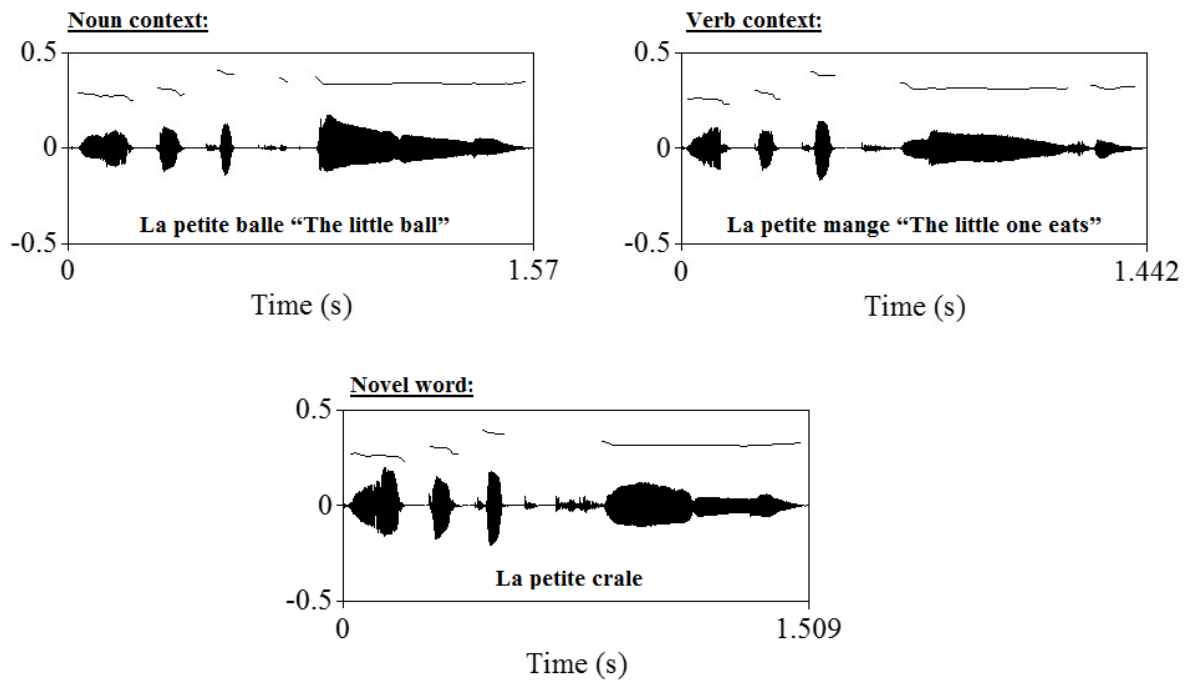 Noun context:
0.5
0
-0.5
La petite balle “The little ball”
0
1.57
Time (s)
Verb context:
0.5
0
-0.5
La petite mange “The little one eats”
0
1.442
Time (s)
Novel word:
0.5
0
-0.5
La petite crale
0
1.509
Time (s)